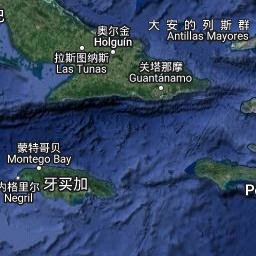 大 安 的 列 斯 群
Antillas Mayores
奥尔金
Holguín
拉斯图纳斯
Las Tunas
关塔那摩
Guantánamo
蒙特哥贝
Montego Bay
内格里尔
Negril
牙买加